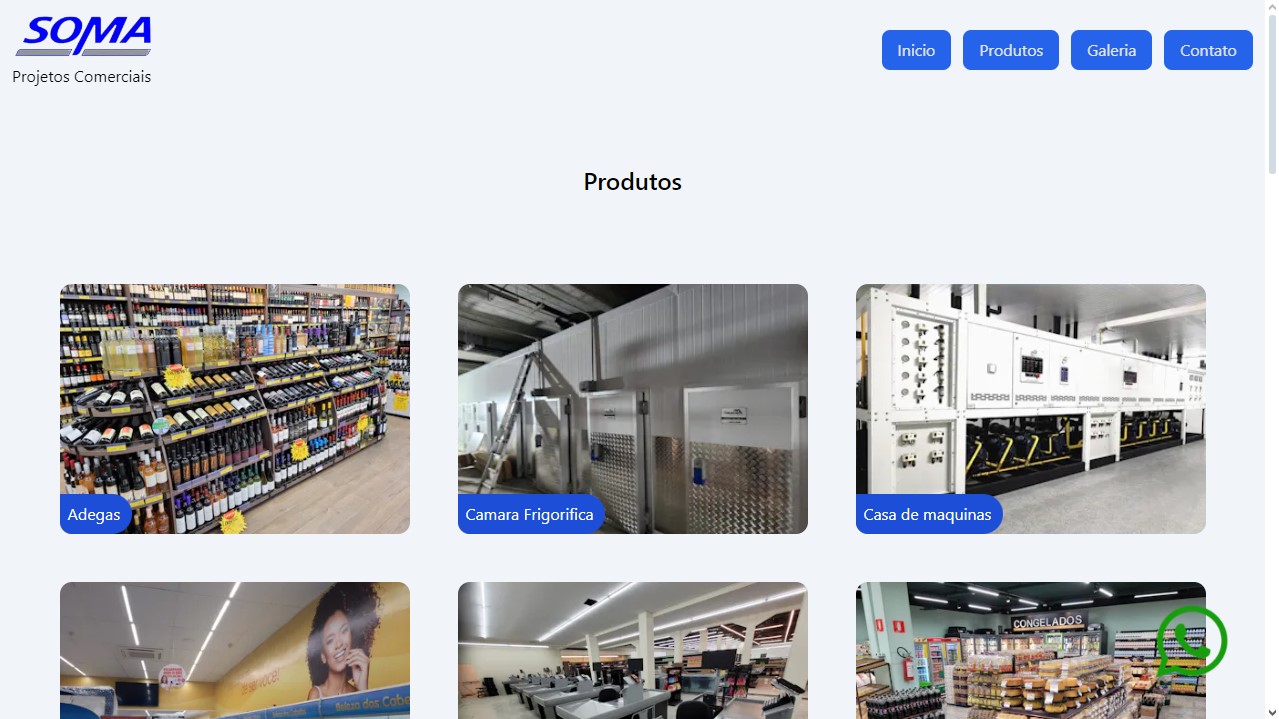 SOMA
Projetos Comerciais
Inicio
Produtos
Galeria
Contato
Produtos
Adegas
Camara Frigorifica
Casa de maquinas
CONGELADOS